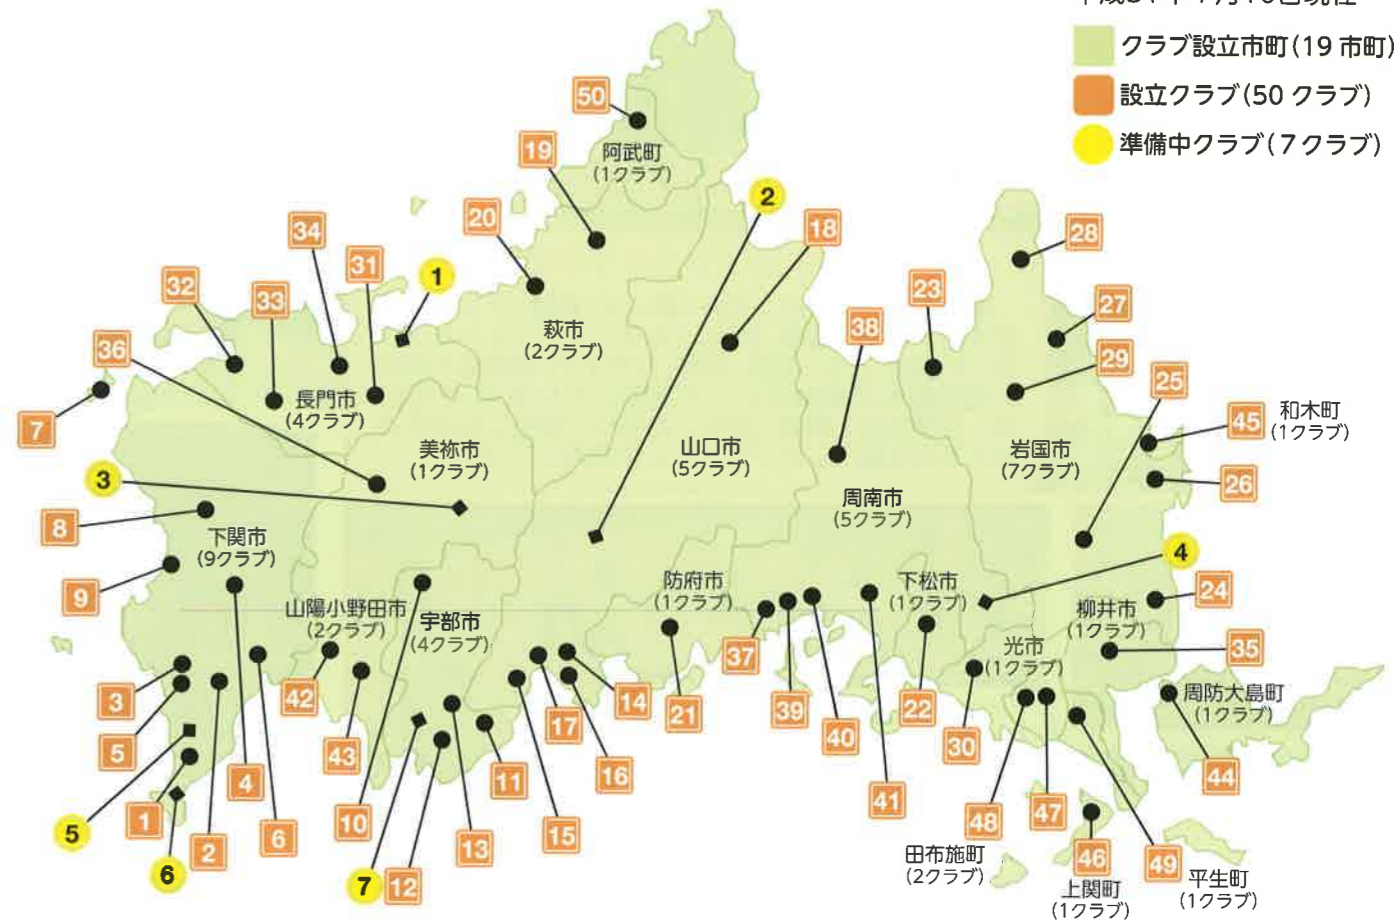 クラブ設立市町(19市町)
設立クラブ(50クラブ)
準備中クラブ(7クラブ)
50
阿武町
(1クラブ)
19
2
20
18
34
28
31
1
32
33
23
27
38
36
萩市
(2クラブ)
29
25
長門市
(4クラブ)
7
45
和木町
(1クラブ)
美祢市
(1クラブ)
山口市
(5クラブ)
岩国市
(7クラブ)
3
26
周南市
(5クラブ)
8
下関市
(9クラブ)
4
9
防府市
(1クラブ)
下松市
(1クラブ)
24
山陽小野田市
(2クラブ)
宇部市
(4クラブ)
柳井市
(1クラブ)
光市
(1クラブ)
35
37
3
42
14
21
周防大島町
(1クラブ)
5
43
17
39
40
22
30
16
44
4
11
41
5
1
2
6
10
13
15
48
47
6
7
12
田布施町
(2クラブ)
46
上関町
(1クラブ)
49
平生町
(1クラブ)